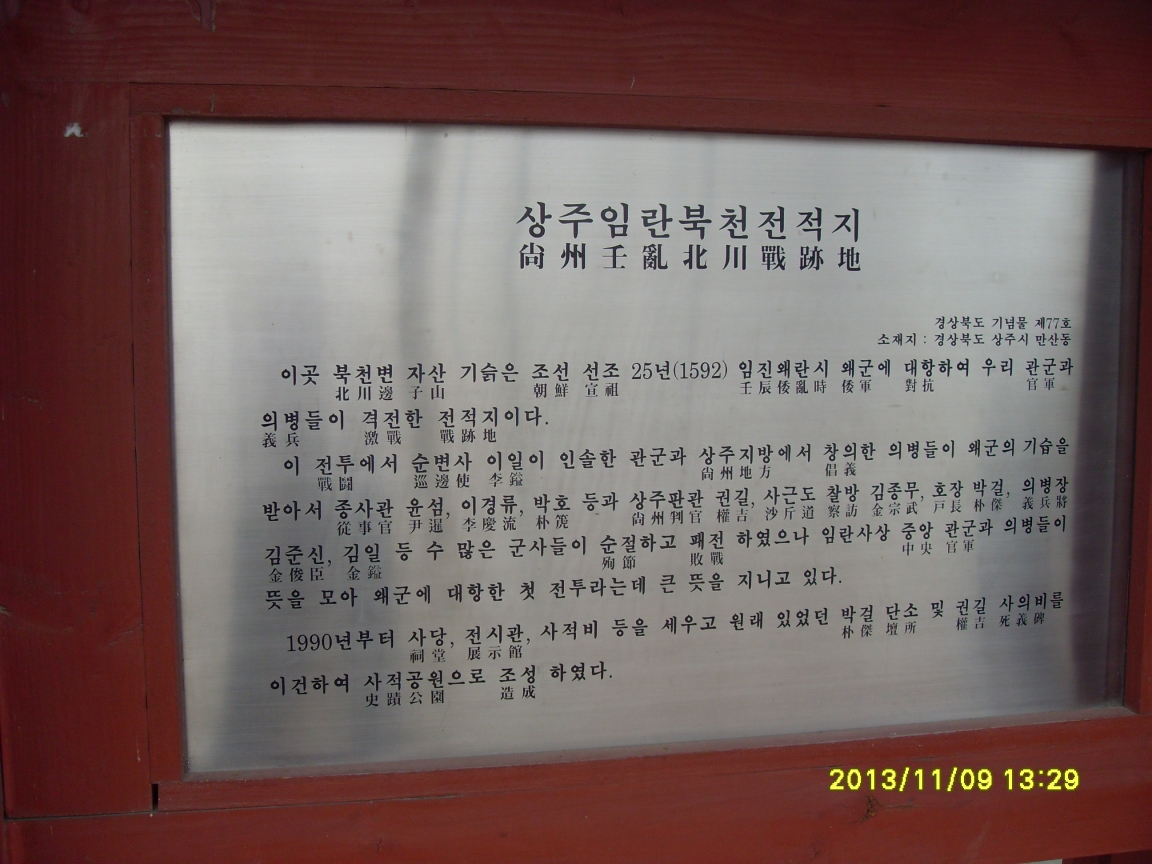 상주임란북천전적지
尙州壬亂北川戰跡地
경상북도 기념물 제77호
소재지 : 경상북도 상주시 만산동
이곳 북천변 자산 기슭은 조선 선조 25년(1592) 임진왜란시 왜군에 대항하여 우리 관군과
北川邊 子山 朝鮮 宣祖 壬辰倭亂時 倭軍 對抗 官軍
의병들이 격전한 전적지이다.
義兵 激戰 戰跡地
이 전투에서 순변사 이일이 인솔한 관군과 상주지방에서 창의한 의병들이 왜군의 기습을
戰鬪 巡邊使 李鎰 尙州地方 倡義
받아서 종사관 윤섬, 이경류, 박호 등과 상주판관 권길, 사근도 찰방 김종무, 호장 박걸, 의병장
從事官 尹暹 李慶流 朴箎 尙州判官 權吉 沙斤道 察訪 金宗武 戶長 朴傑 義兵將
김준신, 김일 등 수 많은 군사들이 순절하고 패전 하였으나 임란사상 중앙 관군과 의병들이
金俊臣 金鎰 殉節 敗戰 中央 官軍
뜻을 모아 왜군에 대항한 첫 전투라는데 큰 뜻을 지니고 있다.
1990년부터 사당, 전시관, 사적비 등을 세우고 원래 있었던 박걸 단소 및 권길 사의비를
祠堂 展示館 朴傑 壇所 權吉 死義碑
이건하여 사적공원으로 조성 하였다.
史蹟公園 造成
2013/11/09 13:29